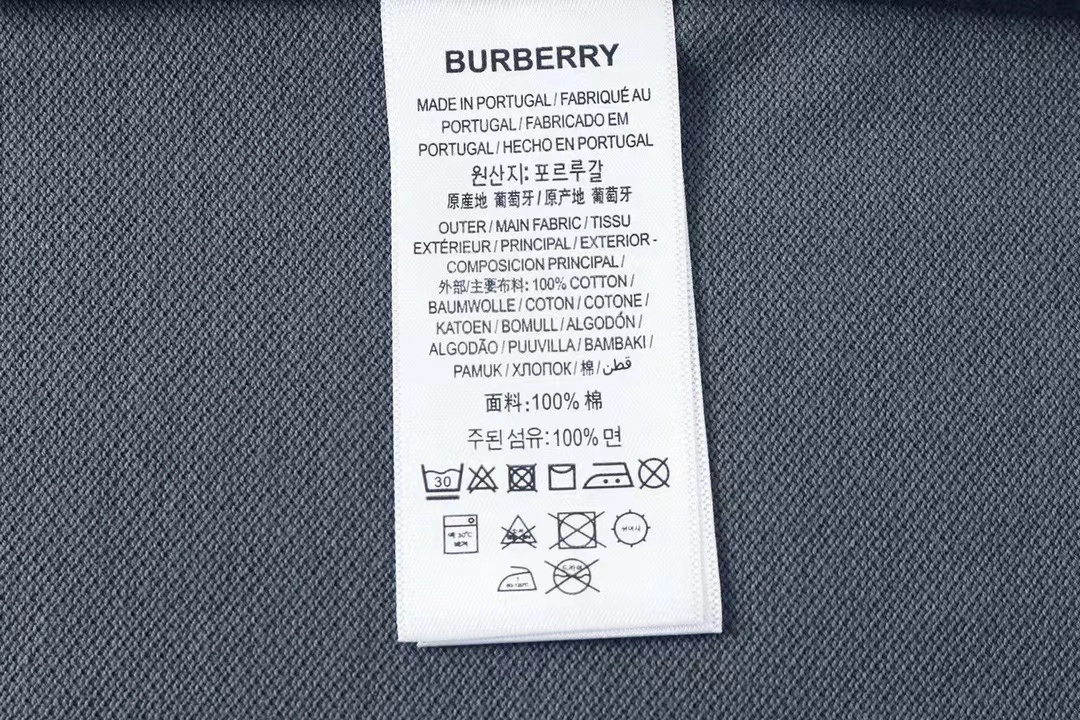 BURBERRY
MADE IN PORTUGAL / FABRIQUÉ AU
PORTUGAL / FABRICADO EM
PORTUGAL / HECHO EN PORTUGAL
원산지: 포르루갈
原産地 葡萄牙 / 原产地 葡萄牙
OUTER / MAIN FABRIC / TISSU
EXTÉRIEUR / PRINCIPAL / EXTERIOR -
COMPOSICION PRINCIPAL /
外部/主要布料: 100% COTTON /
BAUMWOLLE / COTON / COTONE /
KATOEN / BOMULL / ALGODÓN /
ALGODÃO / PUUVILLA / BAMBAKI /
PAMUK / ХЛОПОК / 棉 / قطن
面料:100% 棉
주된 섬유: 100% 면
30